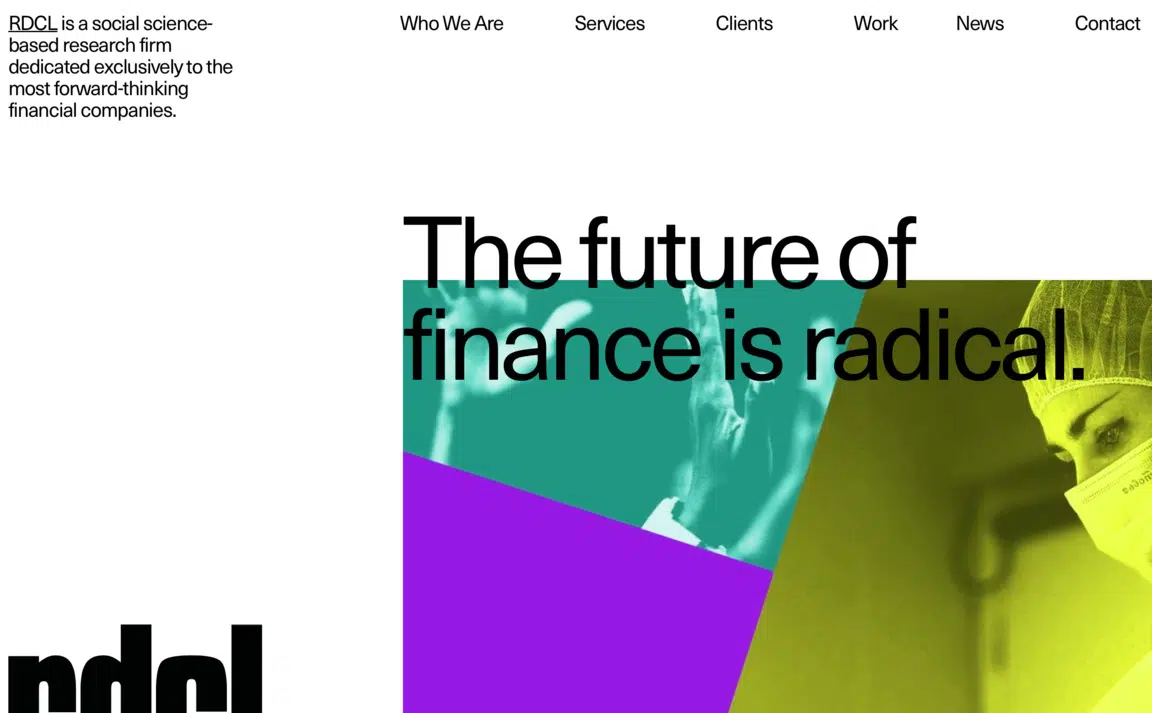 RDCL is a social science-
based research firm
dedicated exclusively to the
most forward-thinking
financial companies.
Who We Are Services Clients Work News Contact
The future of
finance is radical.
rdcl